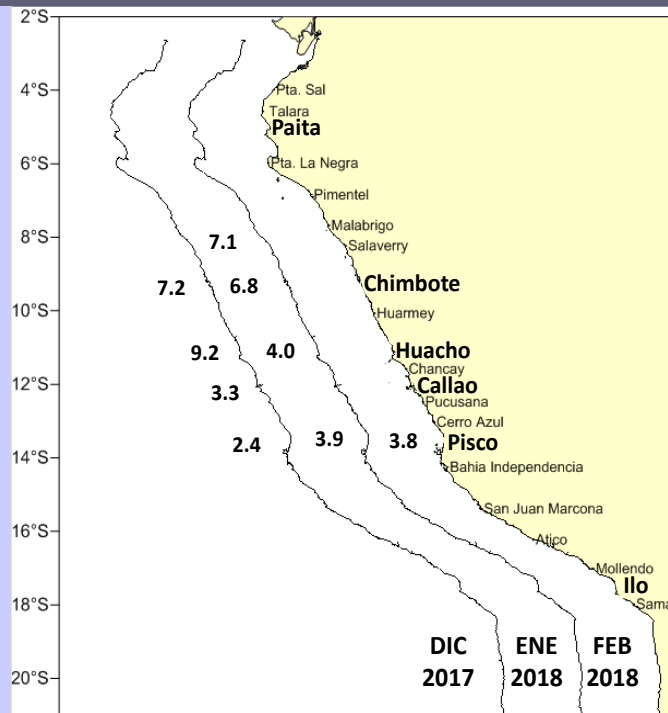 2°S
4°S
Pta. Sal
Talara
Paita
6°S
Pta. La Negra
Pimentel
Malabrigo
8°S
7.1
Salaverry
7.2
6.8
Chimbote
10°S
Huarmey
9.2
4.0
Huacho
Chancay
12°S
3.3
Callao
Pucusana
Cerro Azul
2.4
3.9
3.8
Pisco
14°S
Bahia Independencia
San Juan Marcona
16°S
Atico
Mollendo
Ilo
18°S
Sama
DIC
2017
ENE
2018
FEB
2018
20°S